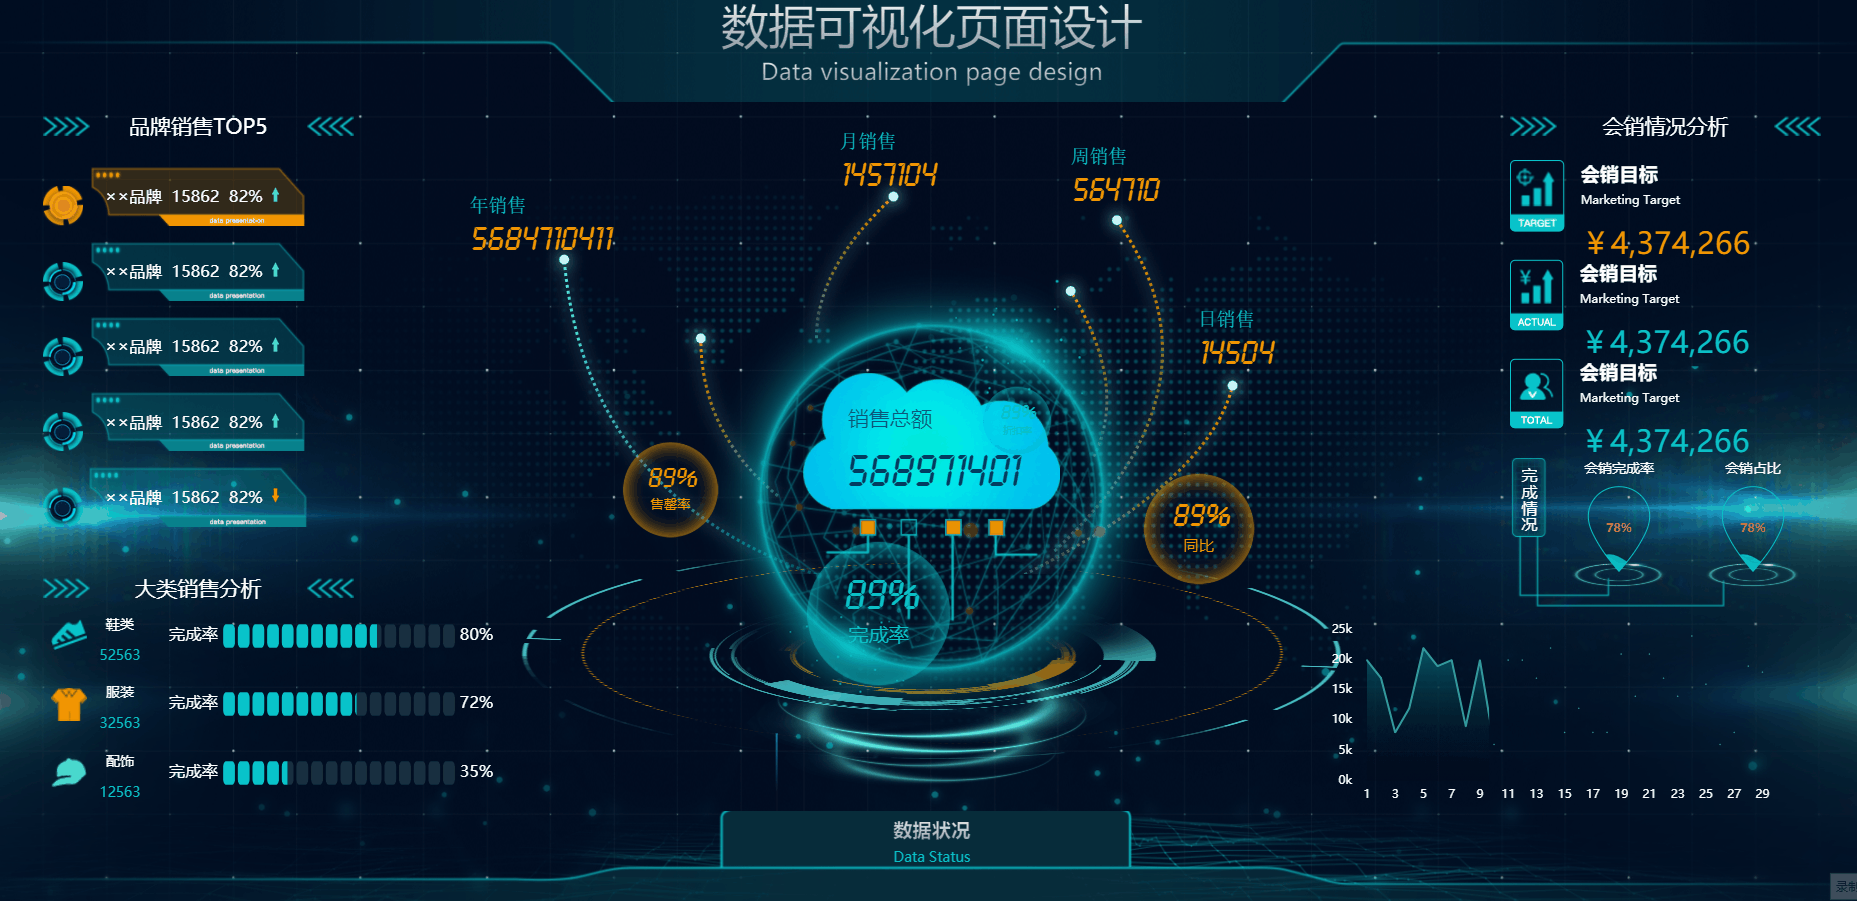 数据可视化页面设计
Data visualization page design
品牌销售TOP5
××品牌 15862 82%
data presentation
××品牌 15862 82%
data presentation
××品牌 15862 82%
data presentation
××品牌 15862 82%
data presentation
××品牌 15862 82%
data presentation
大类销售分析
鞋类
52563
完成率
80%
服装
32563
完成率
72%
配饰
12563
完成率
35%
年销售
5684710411
月销售
1457104
周销售
564710
日销售
14504
销售总额
568971401
89%
89%
售罄率
89%
同比
89%
完成率
会销情况分析
TARGET
会销目标
Marketing Target
￥4,374,266
ACTUAL
会销目标
Marketing Target
￥4,374,266
TOTAL
会销目标
Marketing Target
￥4,374,266
完成情况
会销完成率
78%
会销占比
78%
25k
20k
15k
10k
5k
0k
1 3 5 7 9 11 13 15 17 19 21 23 25 27 29
数据状况
Data Status